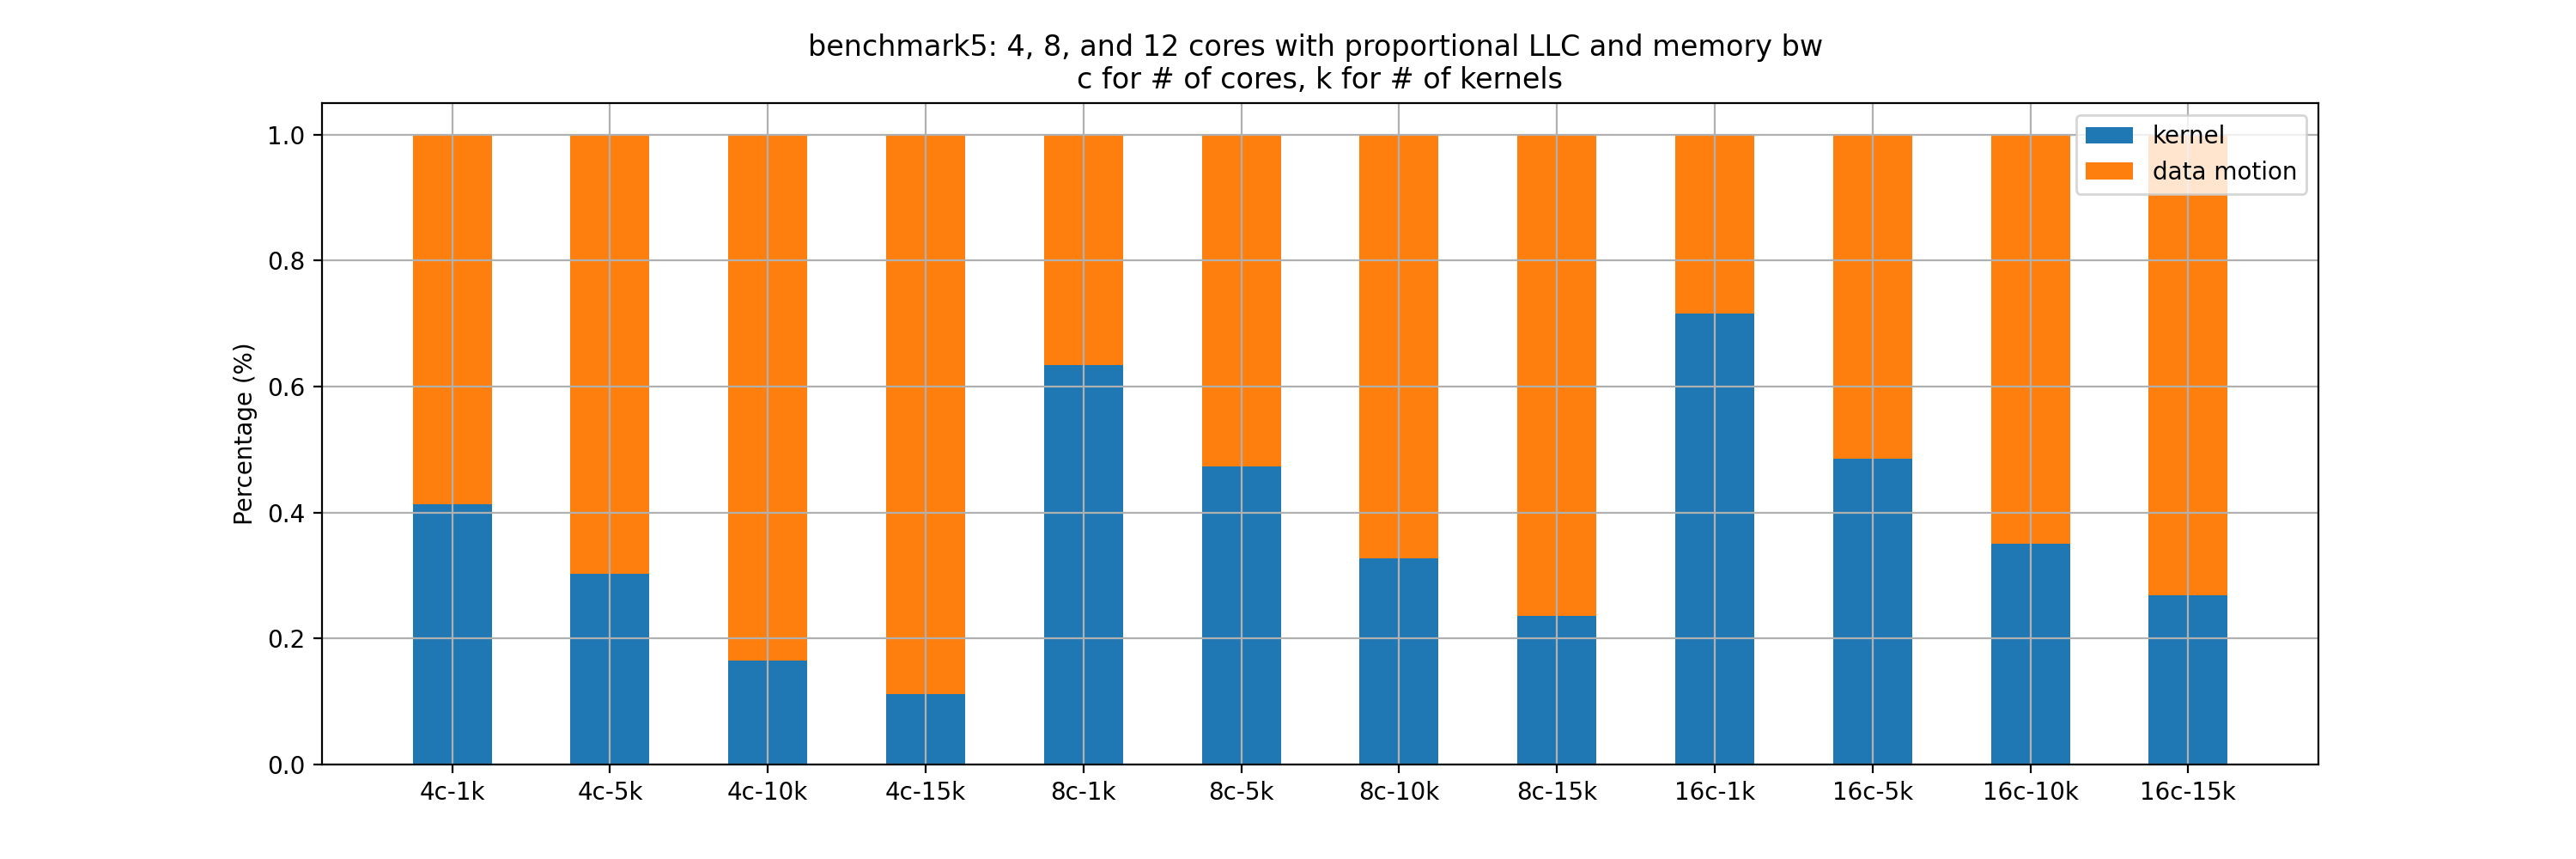 benchmark5: 4, 8, and 12 cores with proportional LLC and memory bw
c for # of cores, k for # of kernels
kernel
data motion
Percentage (%)
1.0
0.8
0.6
0.4
0.2
0.0
4c-1k 4c-5k 4c-10k 4c-15k 8c-1k 8c-5k 8c-10k 8c-15k 16c-1k 16c-5k 16c-10k 16c-15k